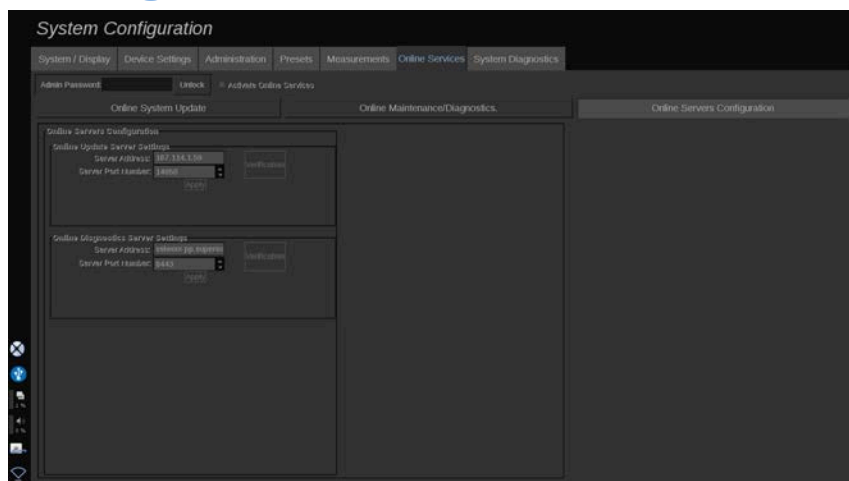 System Configuration
System / Display Device Settings Administration Presets Measurements Online Services System Diagnostics
Admin Password: Unlock Activate Online Services
Online System Update Online Maintenance/Diagnostics. Online Servers Configuration
Online Servers Configuration
Online Update Server Settings
Server Address:
Server Port Number: 14050
Verification
Apply
Online Diagnostics Server Settings
Server Address:
Server Port Number: 8443
Verification
Apply